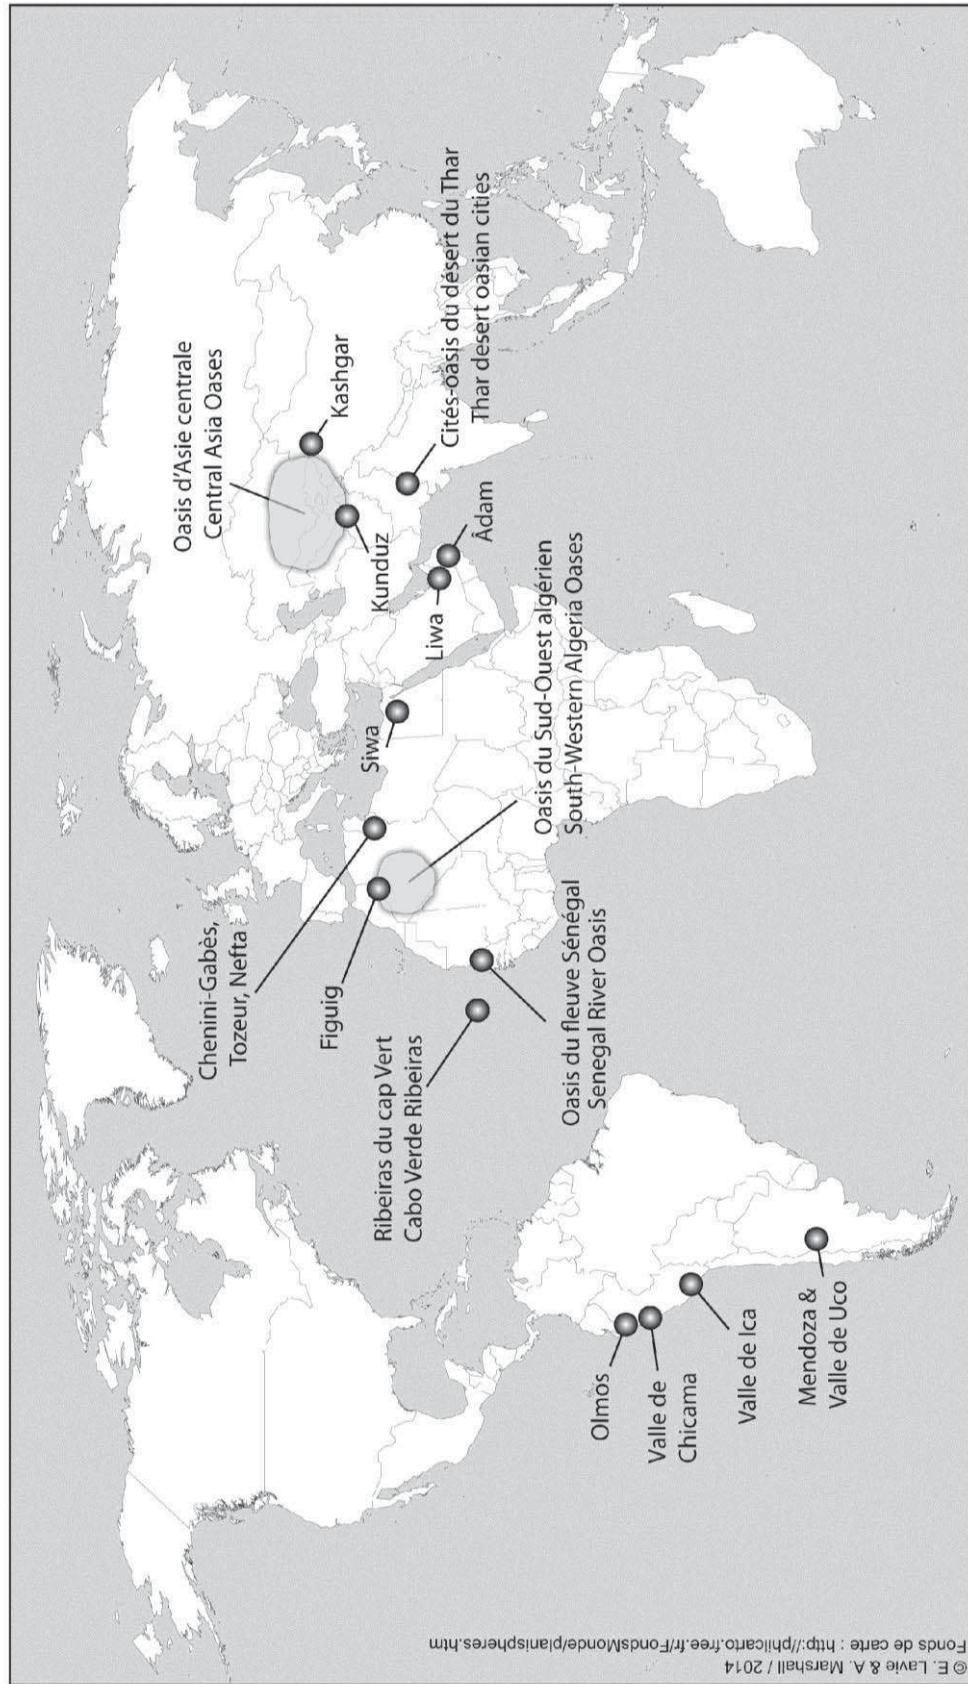 Oasis d'Asie centrale
Central Asia Oases
Kashgar
Kunduz
Cités-oasis du désert du Thar
Thar desert oasian cities
Âdam
Liwa
Siwa
Chenini-Gabès,
Tozeur, Nefta
Figuig
Oasis du Sud-Ouest algérien
South-Western Algeria Oases
Ribeiras du cap Vert
Cabo Verde Ribeiras
Oasis du fleuve Sénégal
Senegal River Oasis
Olmos
Valle de
Chicama
Valle de Ica
Mendoza &
Valle de Uco
© E. Lavie & A. Marshall / 2014
Fonds de carte : http://philcarto.free.fr/FondsMonde/planispheres.htm